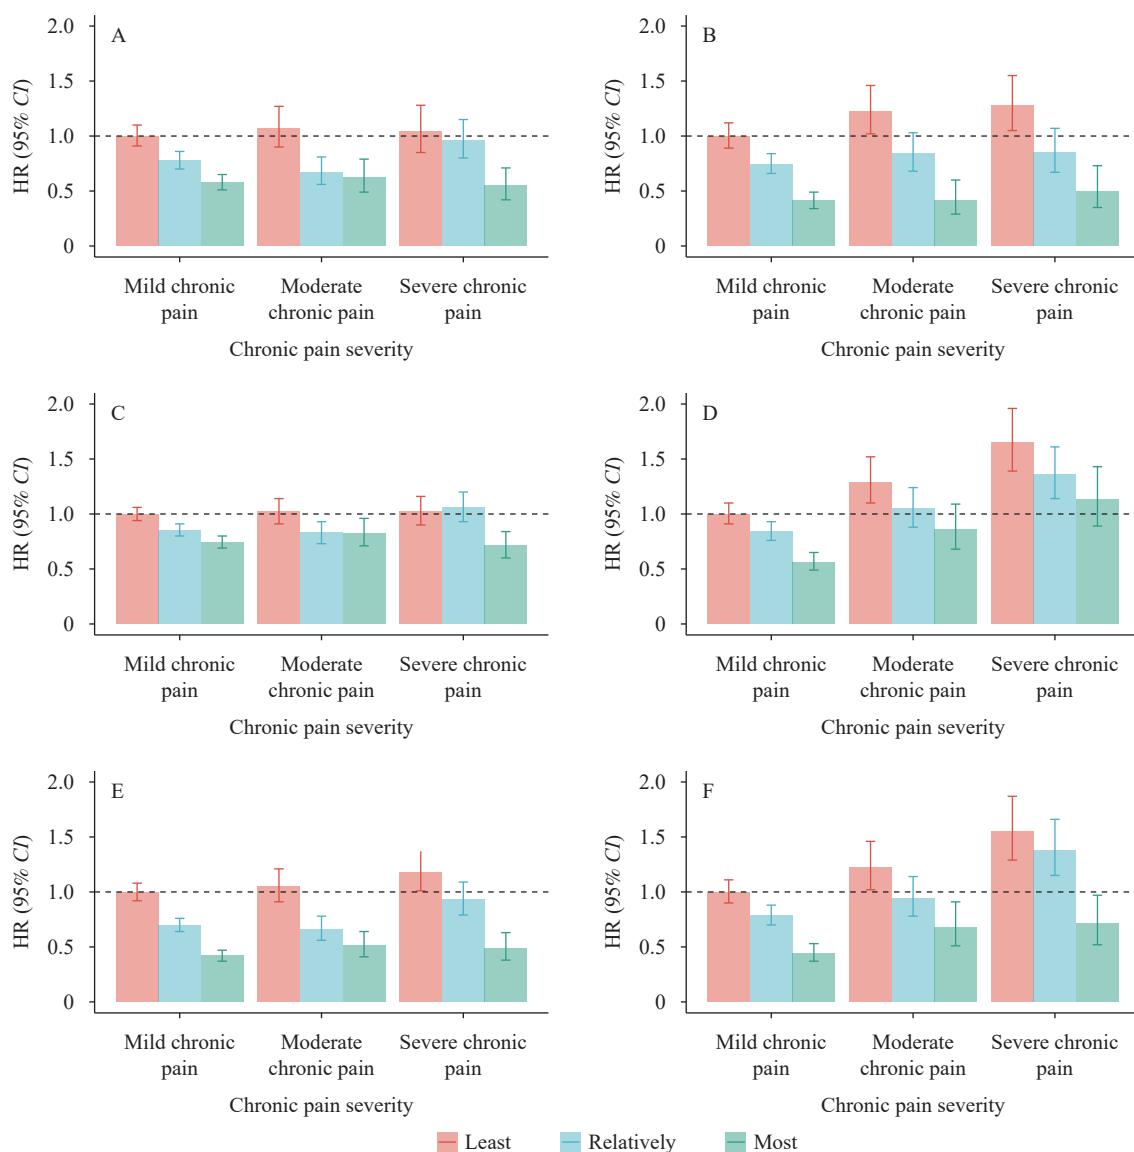 A
HR (95% CI)
2.0
1.5
1.0
0.5
0
Mild chronic
pain
Moderate
chronic pain
Severe chronic
pain
Chronic pain severity
B
HR (95% CI)
2.0
1.5
1.0
0.5
0
Mild chronic
pain
Moderate
chronic pain
Severe chronic
pain
Chronic pain severity
C
HR (95% CI)
2.0
1.5
1.0
0.5
0
Mild chronic
pain
Moderate
chronic pain
Severe chronic
pain
Chronic pain severity
D
HR (95% CI)
2.0
1.5
1.0
0.5
0
Mild chronic
pain
Moderate
chronic pain
Severe chronic
pain
Chronic pain severity
E
HR (95% CI)
2.0
1.5
1.0
0.5
0
Mild chronic
pain
Moderate
chronic pain
Severe chronic
pain
Chronic pain severity
F
HR (95% CI)
2.0
1.5
1.0
0.5
0
Mild chronic
pain
Moderate
chronic pain
Severe chronic
pain
Chronic pain severity
Least Relatively Most